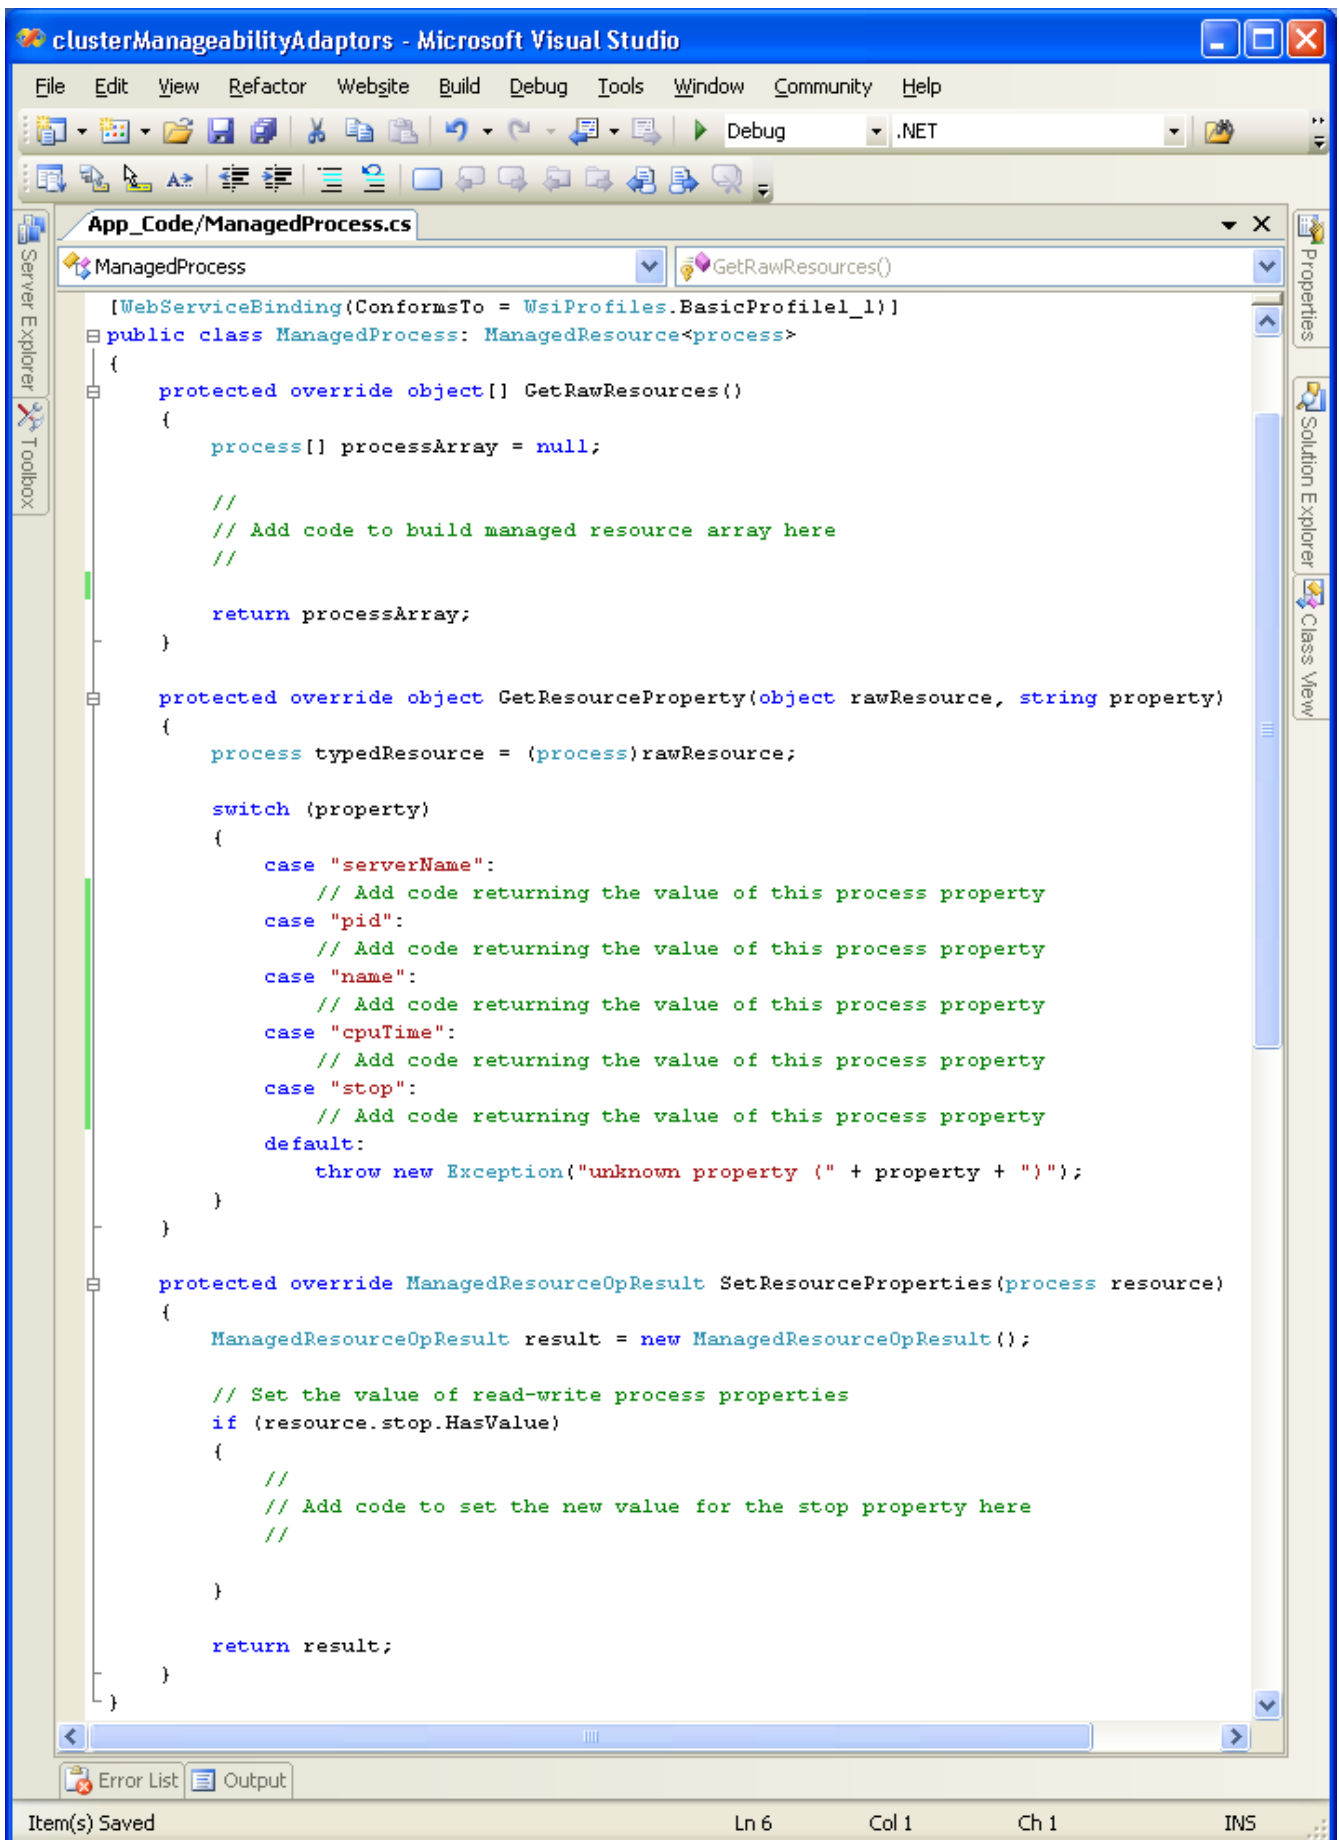 clusterManageabilityAdaptors - Microsoft Visual Studio
File Edit View Refactor Website Build Debug Tools Window Community Help
Debug .NET
App_Code/ManagedProcess.cs
ManagedProcess GetRawResources()
Server Explorer
Toolbox
Properties
Solution Explorer
Class View
[WebServiceBinding(ConformsTo = WsiProfiles.BasicProfile1_1)]
public class ManagedProcess: ManagedResource<process>
{
    protected override object[] GetRawResources()
    {
        process[] processArray = null;
        //
        // Add code to build managed resource array here
        //
        return processArray;
    }
    protected override object GetResourceProperty(object rawResource, string property)
    {
        process typedResource = (process)rawResource;
        switch (property)
        {
            case "serverName":
                // Add code returning the value of this process property
            case "pid":
                // Add code returning the value of this process property
            case "name":
                // Add code returning the value of this process property
            case "cpuTime":
                // Add code returning the value of this process property
            case "stop":
                // Add code returning the value of this process property
            default:
                throw new Exception("unknown property (" + property + ")");
        }
    }
    protected override ManagedResourceOpResult SetResourceProperties(process resource)
    {
        ManagedResourceOpResult result = new ManagedResourceOpResult();
        // Set the value of read-write process properties
        if (resource.stop.HasValue)
        {
            //
            // Add code to set the new value for the stop property here
            //
        }
        return result;
    }
}
Error List Output
Item(s) Saved Ln 6 Col 1 Ch 1 INS